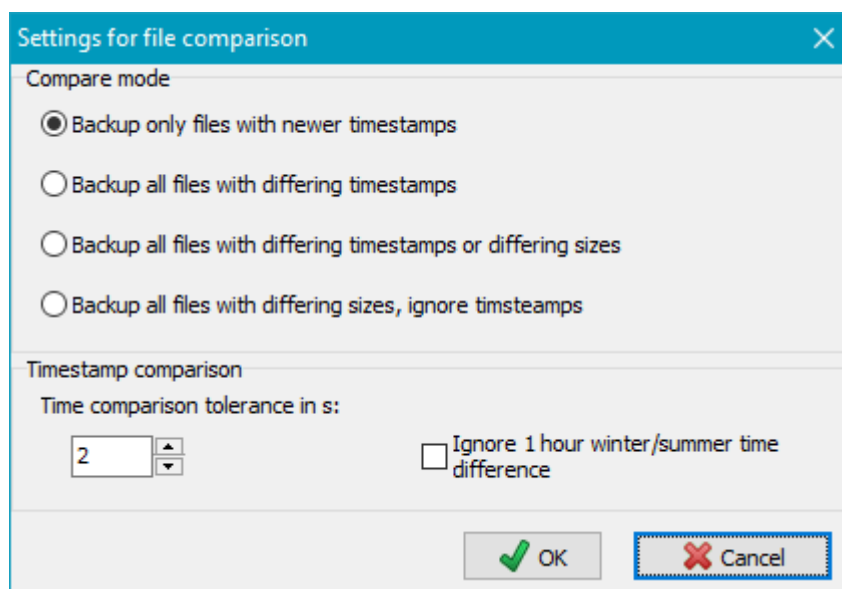 Settings for file comparison
Compare mode
Backup only files with newer timestamps
Backup all files with differing timestamps
Backup all files with differing timestamps or differing sizes
Backup all files with differing sizes, ignore timsteamps
Timestamp comparison
Time comparison tolerance in s:
2
Ignore 1 hour winter/summer time
difference
OK
Cancel